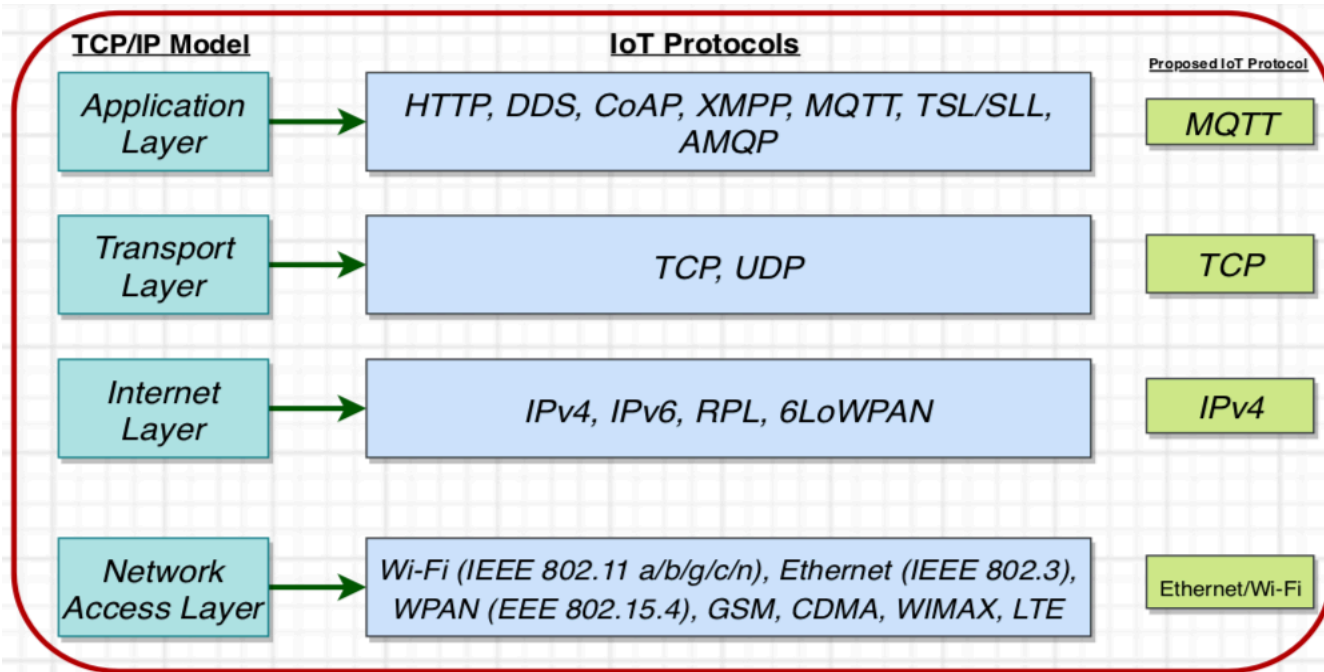 TCP/IP Model
IoT Protocols
Proposed IoT Protocol
Application
Layer
HTTP, DDS, CoAP, XMPP, MQTT, TSL/SLL,
AMQP
MQTT
Transport
Layer
TCP, UDP
TCP
Internet
Layer
IPv4, IPv6, RPL, 6LoWPAN
IPv4
Network
Access Layer
Wi-Fi (IEEE 802.11 a/b/g/c/n), Ethernet (IEEE 802.3),
WPAN (EEE 802.15.4), GSM, CDMA, WIMAX, LTE
Ethernet/Wi-Fi